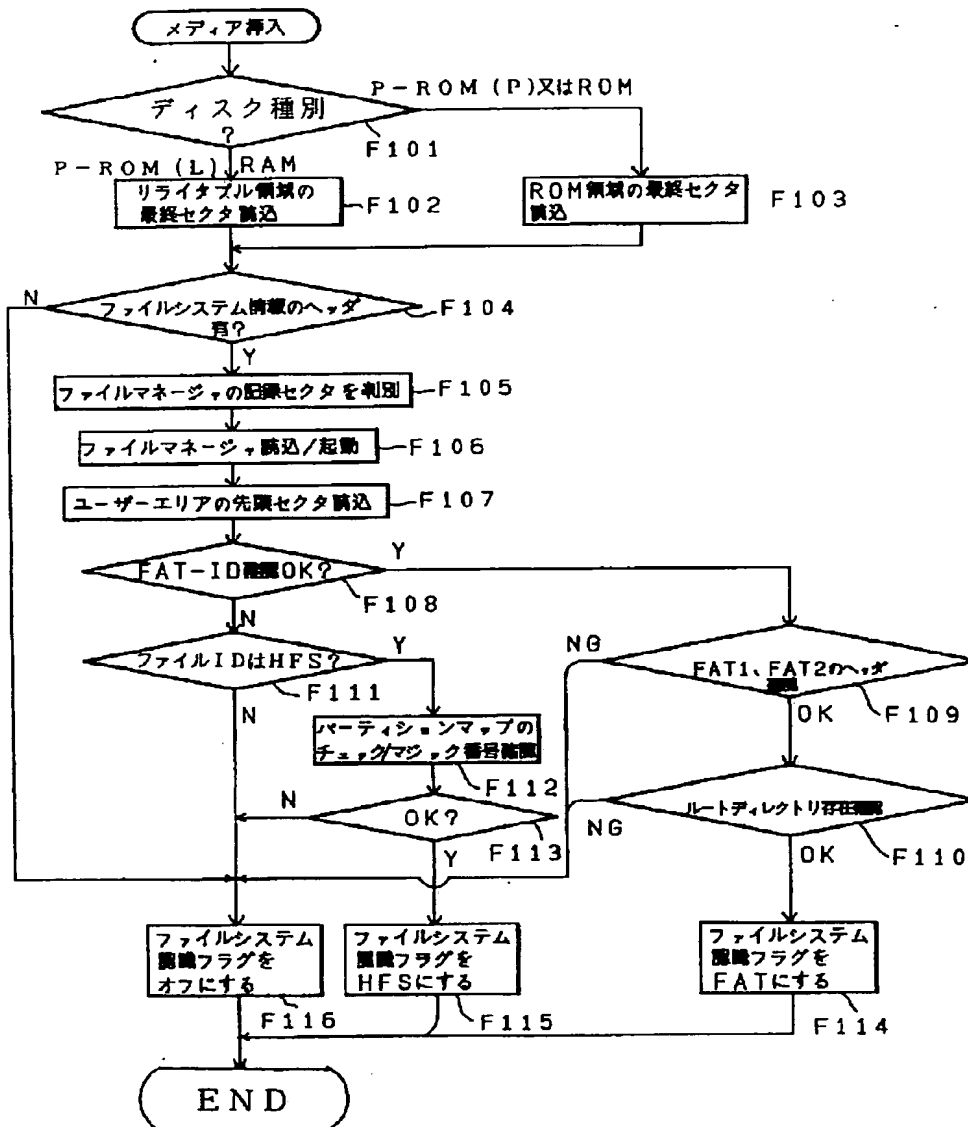 メディア挿入
P-ROM(P)又はROM
ディスク種別
?
F101
P-ROM(L)、RAM
リライタブル領域の
最終セクタ読込
F102
ROM領域の最終セクタ
読込
F103
N
ファイルシステム情報のヘッダ
有?
F104
Y
ファイルマネージャの記録セクタを判別
F105
ファイルマネージャ読込/起動
F106
ユーザーエリアの先頭セクタ読込
F107
FAT-ID確認OK?
Y
F108
N
ファイルIDはHFS?
Y
F111
N
NG
FAT1、FAT2のヘッダ
確認
F109
OK
パーティションマップの
チェック/マジック番号確認
F112
N
OK?
F113
Y
NG
ルートディレクトリ存在確認
F110
OK
ファイルシステム
認識フラグを
オフにする
F116
ファイルシステム
認識フラグを
HFSにする
F115
ファイルシステム
認識フラグを
FATにする
F114
END